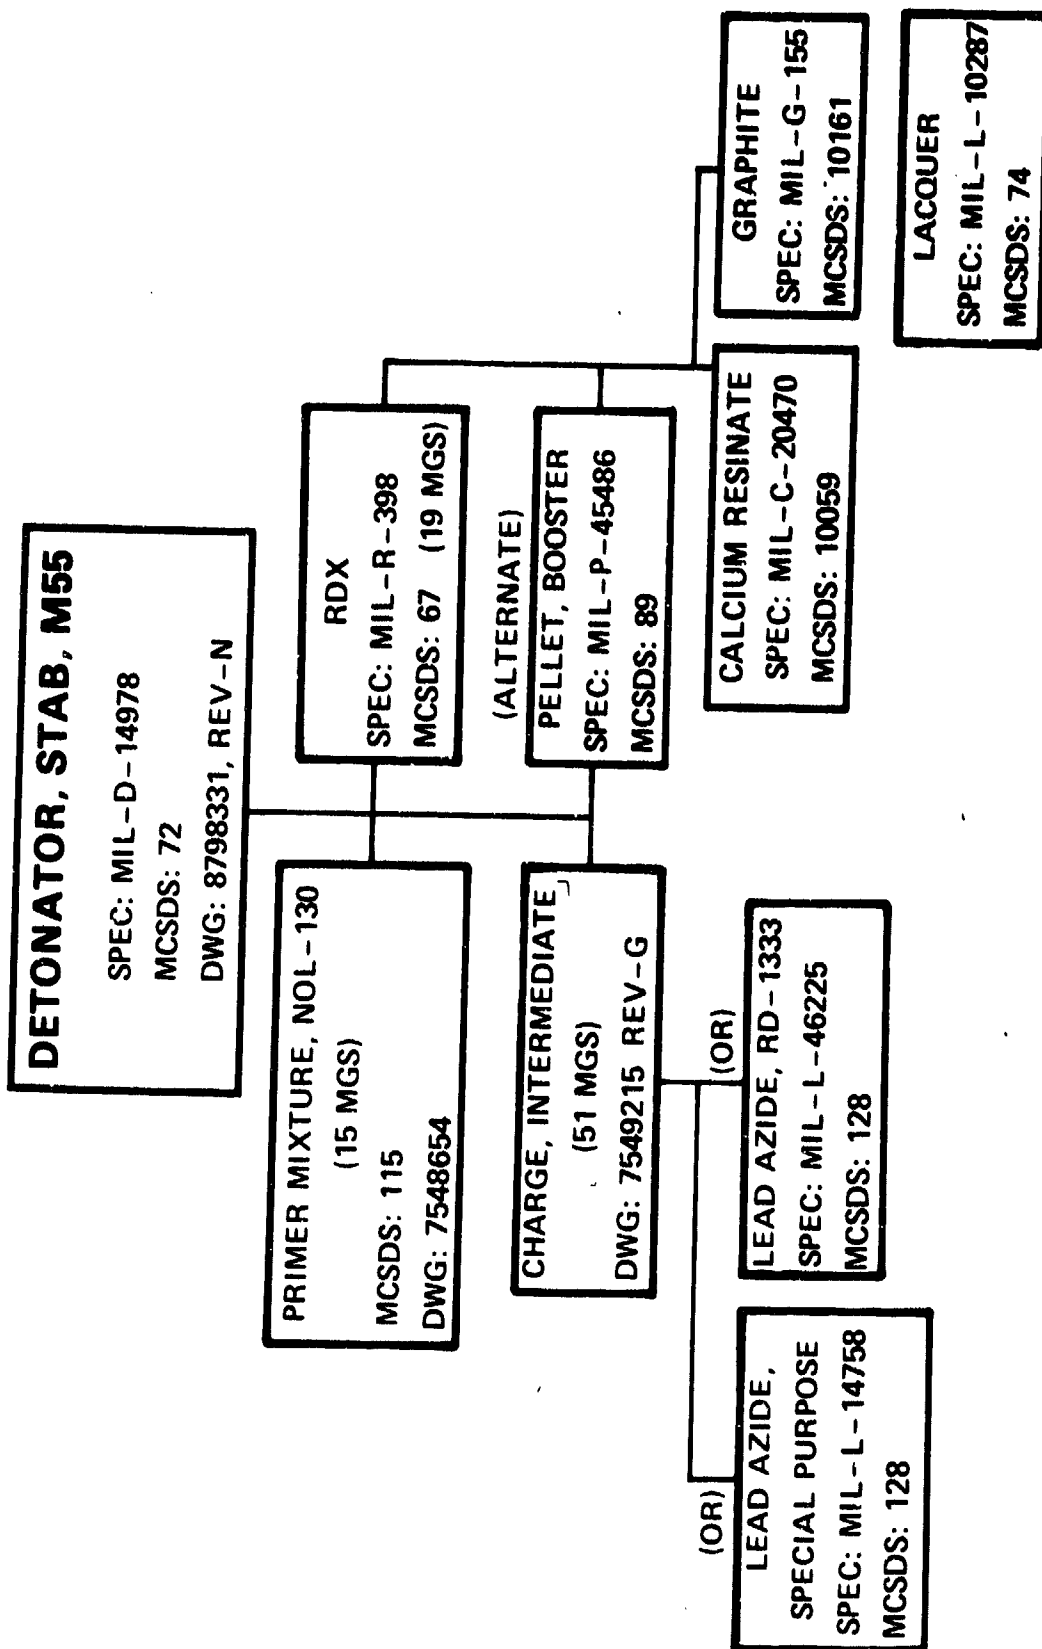 DETONATOR, STAB, M55
SPEC: MIL-D-14978
MCSDS: 72
DWG: 8798331, REV-N
PRIMER MIXTURE, NOL-130
(15 MGS)
MCSDS: 115
DWG: 7548654
RDX
SPEC: MIL-R-398
MCSDS: 67 (19 MGS)
CHARGE, INTERMEDIATE
(51 MGS)
DWG: 7549215 REV-G
(ALTERNATE)
PELLET, BOOSTER
SPEC: MIL-P-45486
MCSDS: 89
(OR)
LEAD AZIDE,
SPECIAL PURPOSE
SPEC: MIL-L-14758
MCSDS: 128
(OR)
LEAD AZIDE, RD-1333
SPEC: MIL-L-46225
MCSDS: 128
CALCIUM RESINATE
SPEC: MIL-C-20470
MCSDS: 10059
GRAPHITE
SPEC: MIL-G-155
MCSDS: 10161
LACQUER
SPEC: MIL-L-10287
MCSDS: 74